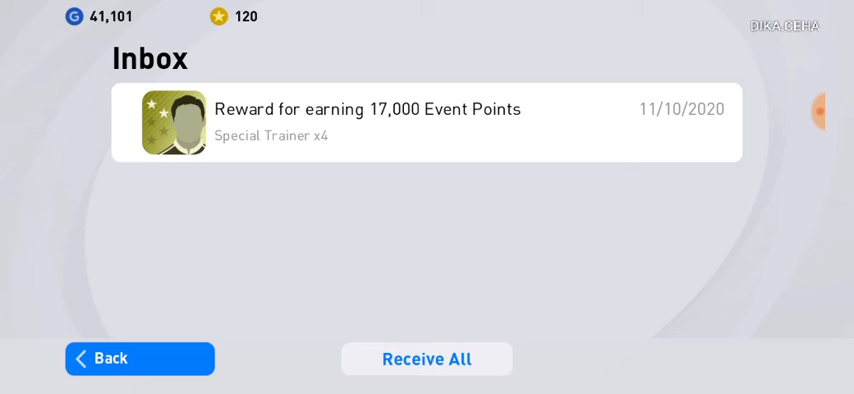 G 41,101 120
DIKA.CEHA
Inbox
Reward for earning 17,000 Event Points 11/10/2020
Special Trainer x4
Back Receive All